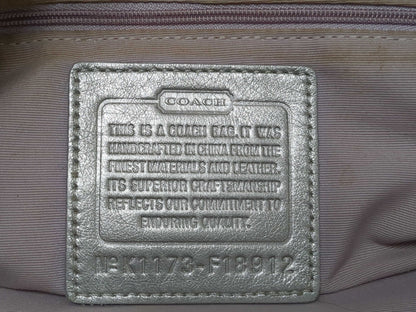 COACH
THIS IS A COACH BAG. IT WAS
HANDCRAFTED IN CHINA FROM THE
FINEST MATERIALS AND LEATHER.
ITS SUPERIOR CRAFTSMANSHIP
REFLECTS OUR COMMITMENT TO
ENDURING QUALITY.
Nº K1173-F18912